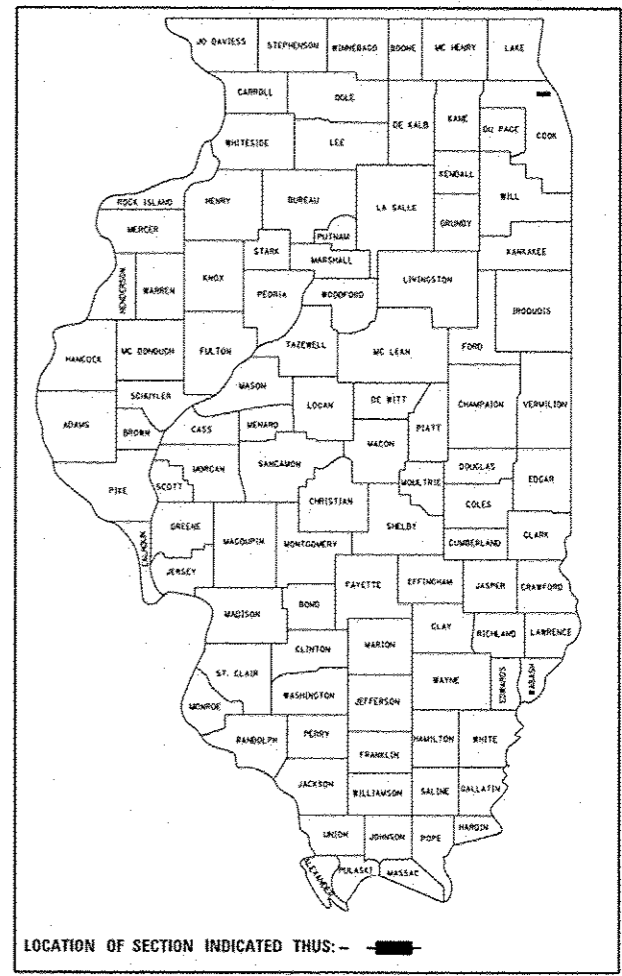 JO DAVIESS STEPHENSON WINNEBAGO BOONE MC HENRY LAKE
CARROLL OGLE DE KALB KANE DU PAGE COOK
WHITESIDE LEE
KENDALL WILL
ROCK ISLAND HENRY BUREAU LA SALLE GRUNDY
MERCER PUTNAM KANKAKEE
STARK MARSHALL LIVINGSTON
HENDERSON WARREN KNOX PEORIA WOODFORD IROQUOIS
HANCOCK MC DONOUGH FULTON TAZEWELL MC LEAN FORD
MASON
SCHUYLER LOGAN DE WITT CHAMPAION VERMILION
ADAMS BROWN CASS MENARD PIATT
MACON
MORGAN SANGAMON DOUGLAS
PIKE SCOTT CHRISTIAN MOULTRIE EDGAR
COLES
GREENE MACOUPIN MONTGOMERY SHELBY CUMBERLAND CLARK
CALHOUN JERSEY
FAYETTE EFFINGHAM JASPER CRAWFORD
MADISON BOND
CLAY RICHLAND LAWRENCE
CLINTON MARION
ST. CLAIR WAYNE EDWARDS WABASH
WASHINGTON JEFFERSON
MONROE
RANDOLPH PERRY HAMILTON WHITE
FRANKLIN
JACKSON WILLIAMSON SALINE GALLATIN
UNION JOHNSON POPE HARDIN
ALEXANDER PULASKI MASSAC
LOCATION OF SECTION INDICATED THUS:-